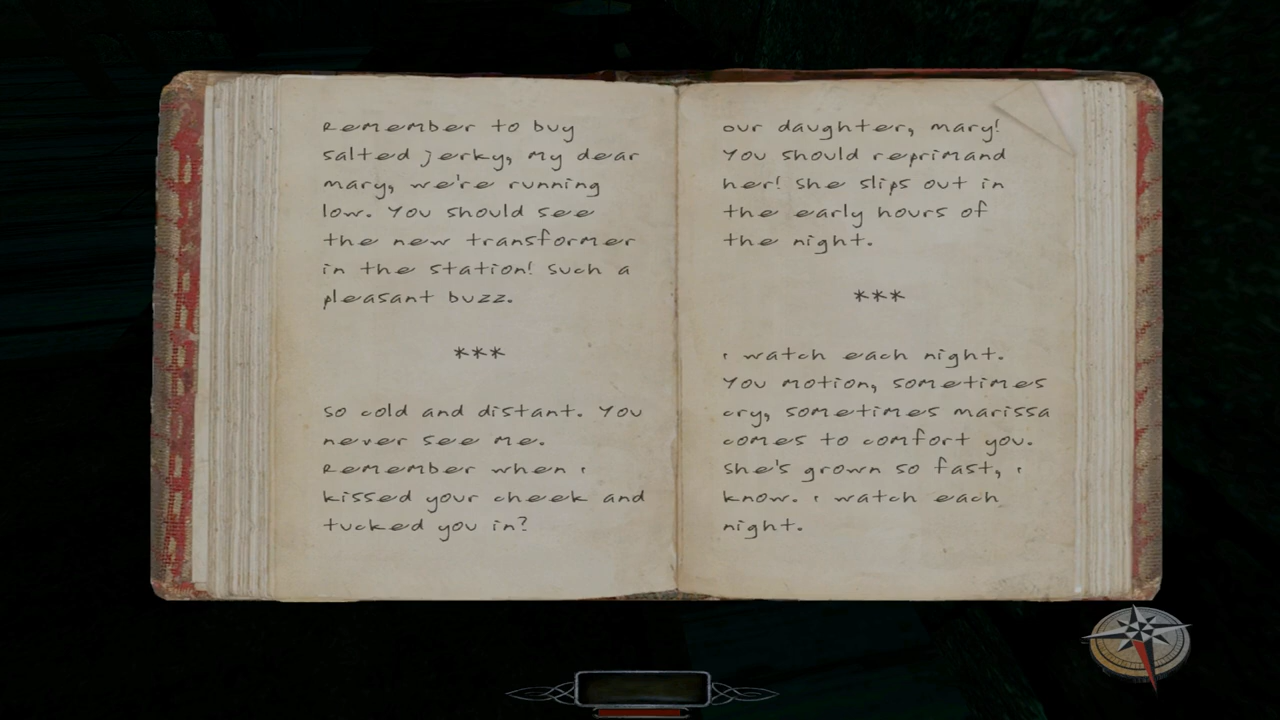 Remember to buy
salted jerky, my dear
mary, we're running
low. You should see
the new transformer
in the station! such a
pleasant buzz.
***
so cold and distant. You
never see me.
Remember when i
kissed your cheek and
tucked you in?
our daughter, mary!
You should reprimand
her! she slips out in
the early hours of
the night.
***
i watch each night.
You motion, sometimes
cry, sometimes marissa
comes to comfort you.
she's grown so fast, i
know. i watch each
night.